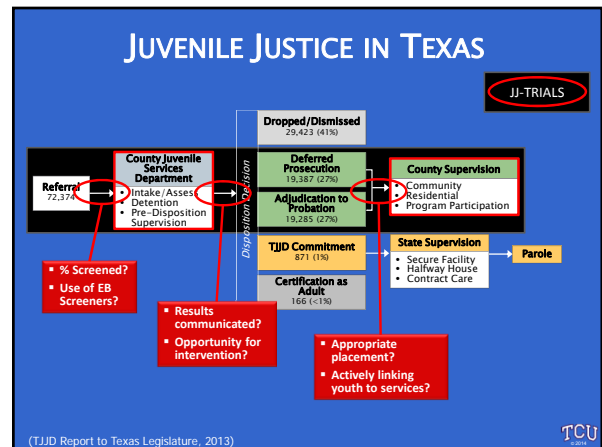 JUVENILE JUSTICE IN TEXAS
JJ-TRIALS
Referral
72,374
County Juvenile
Services
Department
Intake/Assess
Detention
Pre-Disposition
Supervision
Disposition Decision
Dropped/Dismissed
29,423 (41%)
Deferred
Prosecution
19,387 (27%)
Adjudication to
Probation
19,285 (27%)
TJJD Commitment
871 (1%)
Certification as
Adult
166 (<1%)
County Supervision
• Community
• Residential
• Program Participation
State Supervision
• Secure Facility
• Halfway House
• Contract Care
Parole
▪ % Screened?
▪ Use of EB
Screeners?
▪ Results
communicated?
▪ Opportunity for
intervention?
▪ Appropriate
placement?
▪ Actively linking
youth to services?
(TJJD Report to Texas Legislature, 2013)
TCU
© 2014